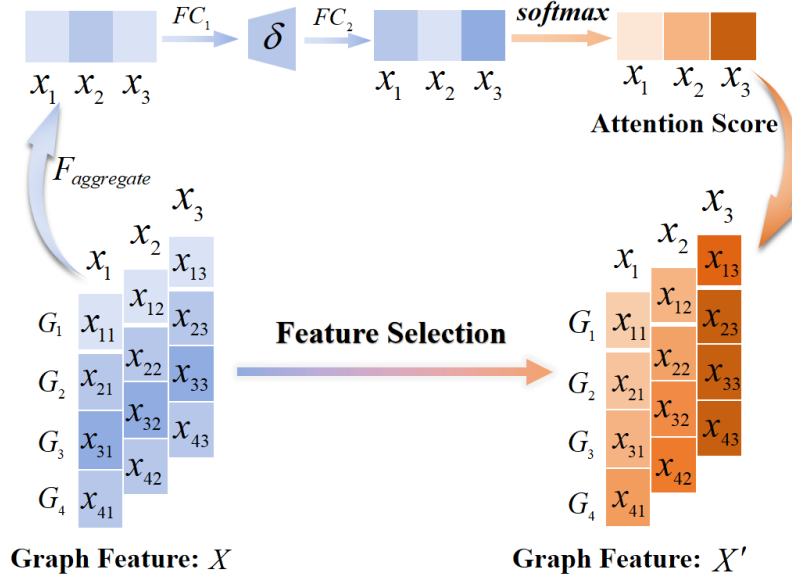 FC₁ δ FC₂ softmax
x₁ x₂ x₃
x₁ x₂ x₃
x₁ x₂ x₃
Attention Score
F_aggregate
x₁ x₂ x₃
G₁ x₁₁ x₁₂ x₁₃
G₂ x₂₁ x₂₂ x₂₃
G₃ x₃₁ x₃₂ x₃₃
G₄ x₄₁ x₄₂ x₄₃
Graph Feature: X
Feature Selection
x₁ x₂ x₃
G₁ x₁₁ x₁₂ x₁₃
G₂ x₂₁ x₂₂ x₂₃
G₃ x₃₁ x₃₂ x₃₃
G₄ x₄₁ x₄₂ x₄₃
Graph Feature: X′